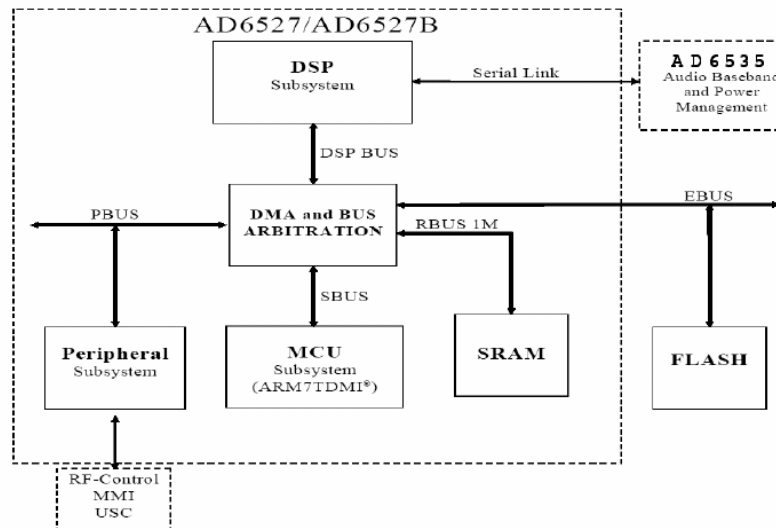 AD6527/AD6527B
DSP
Subsystem
Serial Link
AD6535
Audio Baseband
and Power
Management
DSP BUS
PBUS
DMA and BUS
ARBITRATION
EBUS
RBUS 1M
SBUS
Peripheral
Subsystem
MCU
Subsystem
(ARM7TDMI®)
SRAM
FLASH
RF-Control
MMI
USC